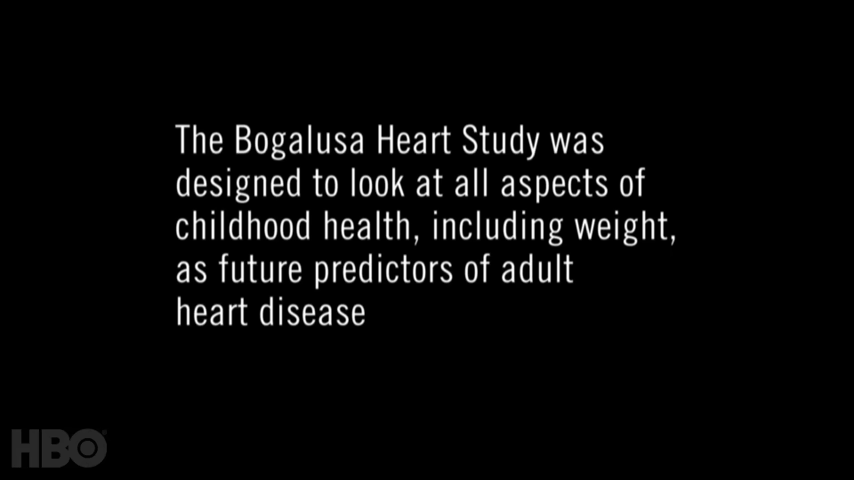 The Bogalusa Heart Study was
designed to look at all aspects of
childhood health, including weight,
as future predictors of adult
heart disease
HBO